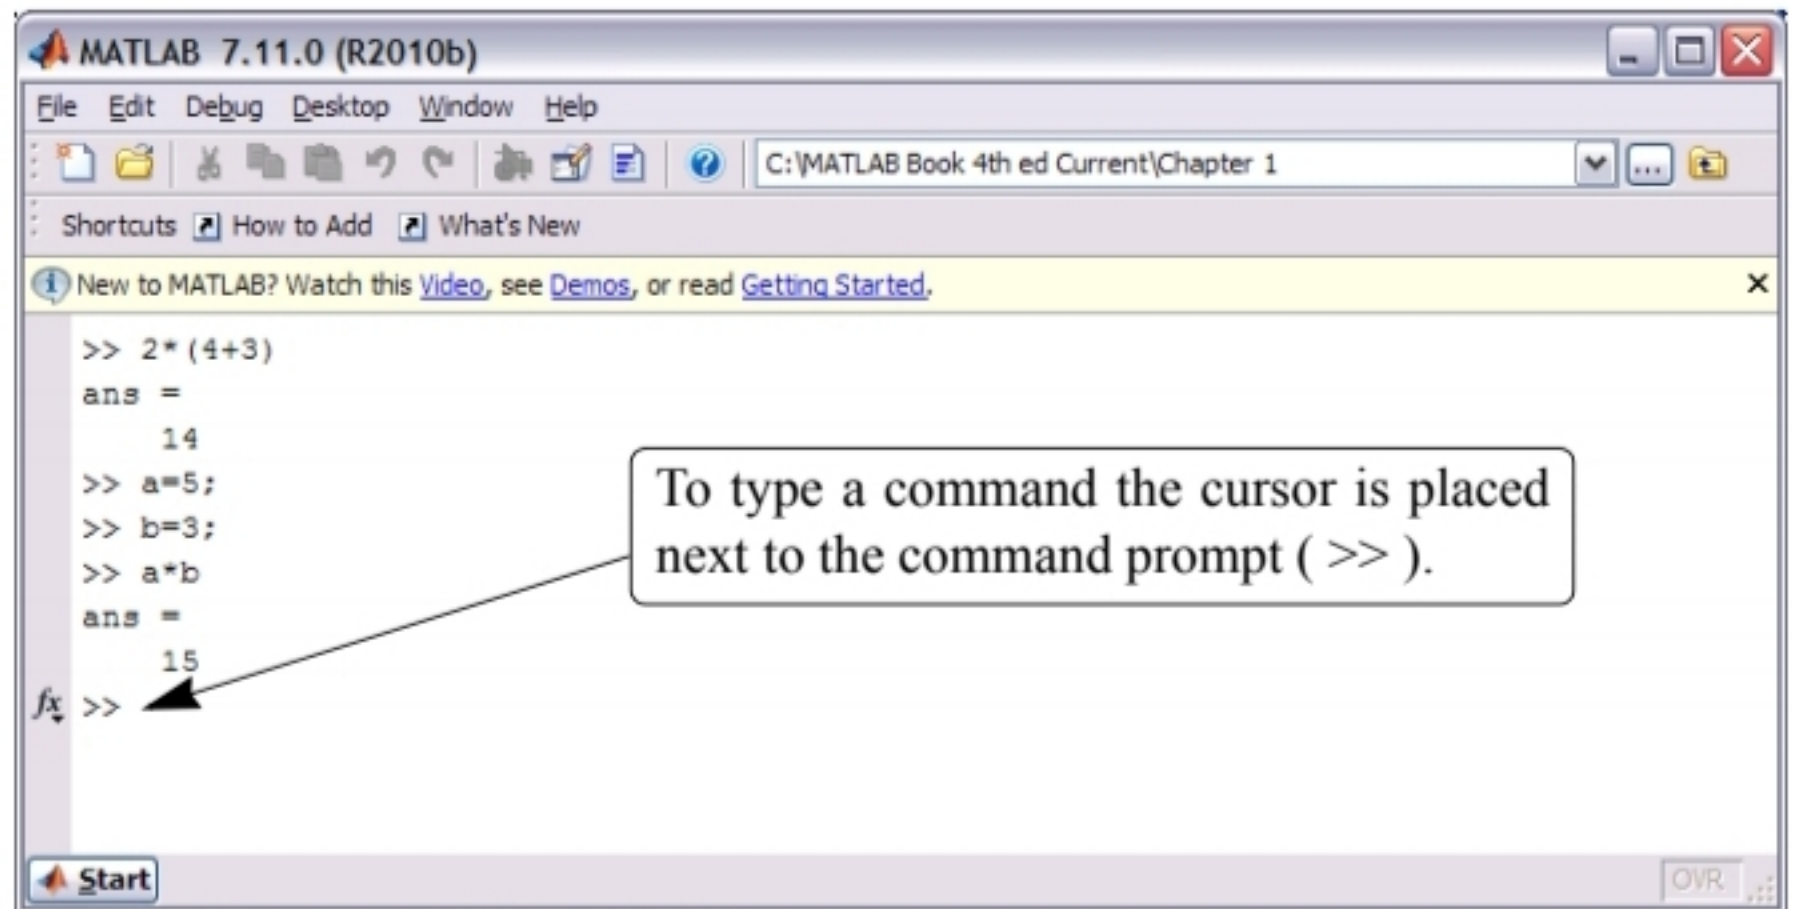 MATLAB 7.11.0 (R2010b)
File Edit Debug Desktop Window Help
C:\MATLAB Book 4th ed Current\Chapter 1
...
Shortcuts How to Add What's New
New to MATLAB? Watch this Video, see Demos, or read Getting Started.
>> 2*(4+3)
ans =
14
>> a=5;
>> b=3;
>> a*b
ans =
15
fx >>
To type a command the cursor is placed
next to the command prompt ( >> ).
Start
OVR